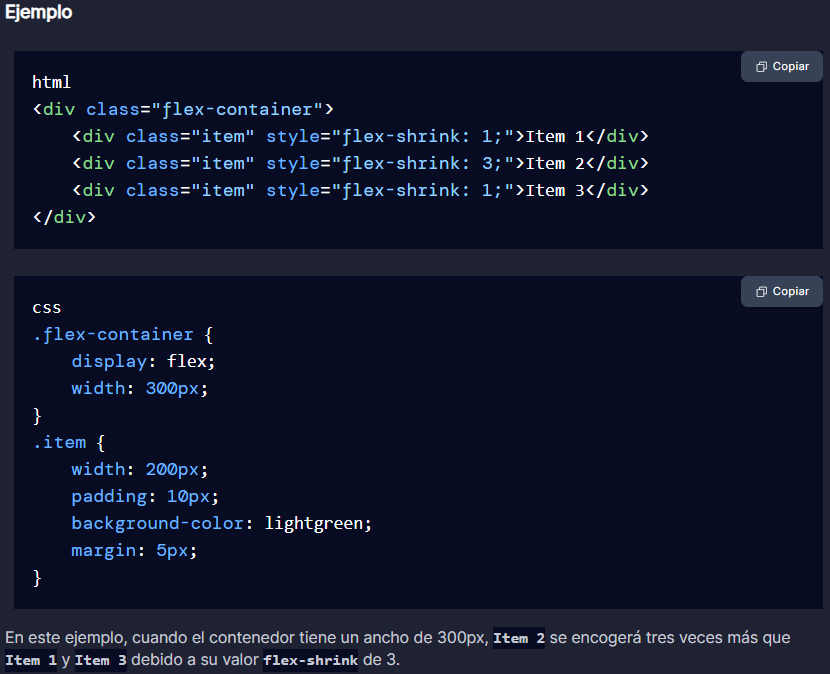 Ejemplo
Copiar
html
<div class="flex-container">
    <div class="item" style="flex-shrink: 1;">Item 1</div>
    <div class="item" style="flex-shrink: 3;">Item 2</div>
    <div class="item" style="flex-shrink: 1;">Item 3</div>
</div>
Copiar
css
.flex-container {
    display: flex;
    width: 300px;
}
.item {
    width: 200px;
    padding: 10px;
    background-color: lightgreen;
    margin: 5px;
}
En este ejemplo, cuando el contenedor tiene un ancho de 300px, Item 2 se encogerá tres veces más que
Item 1 y Item 3 debido a su valor flex-shrink de 3.